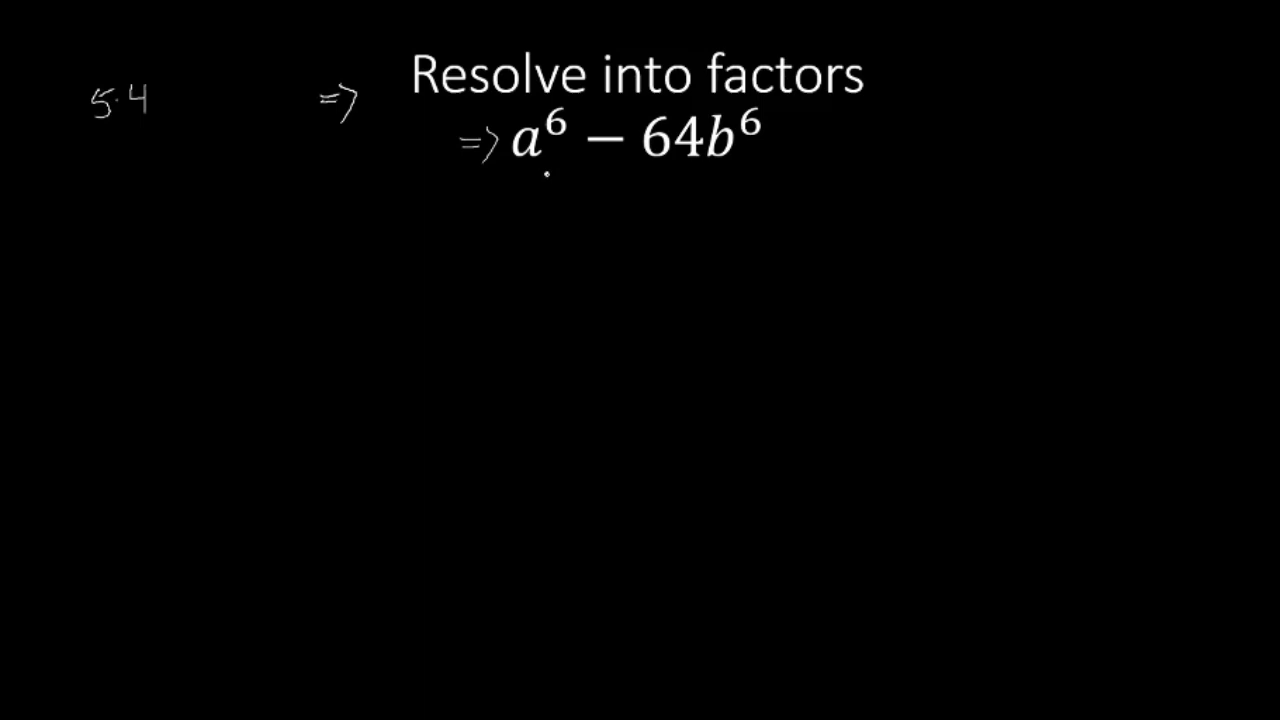 5.4 => Resolve into factors
=> a⁶ − 64b⁶